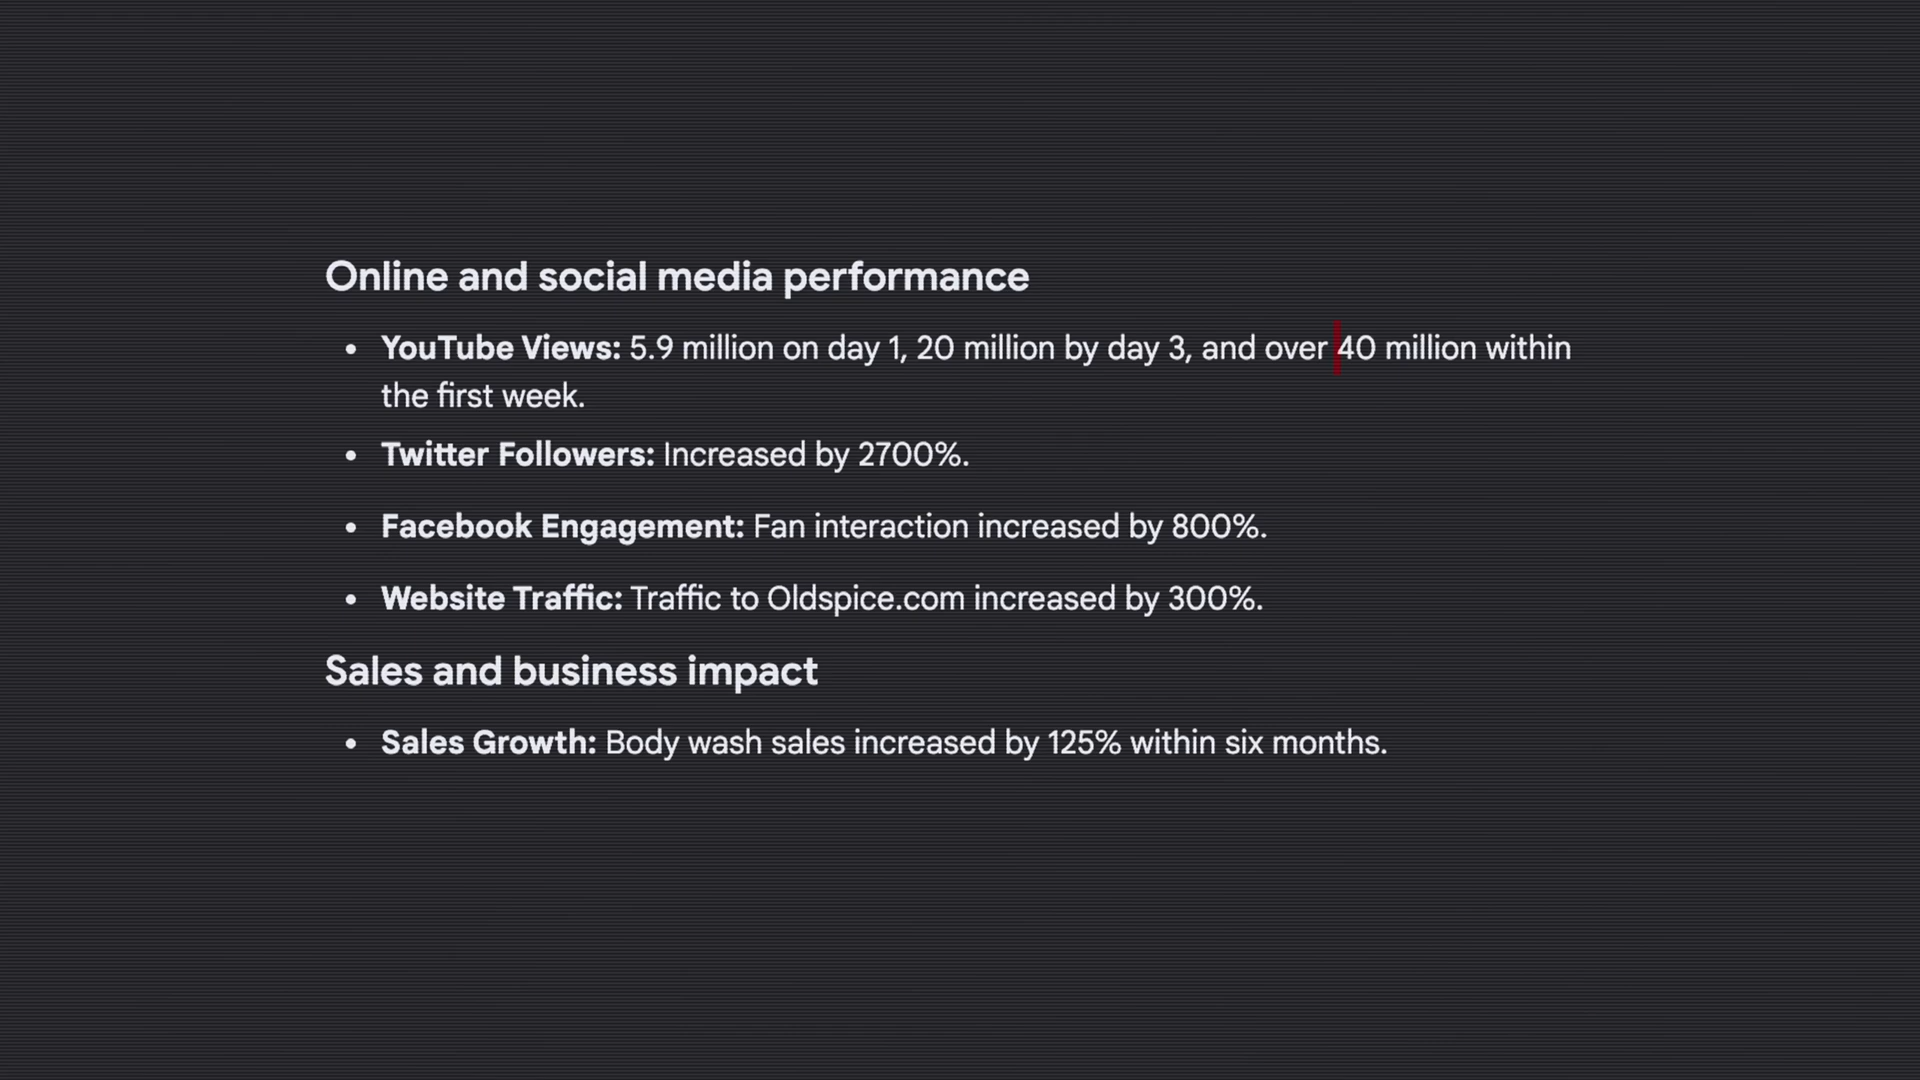 Online and social media performance
• YouTube Views: 5.9 million on day 1, 20 million by day 3, and over 40 million within
the first week.
• Twitter Followers: Increased by 2700%.
• Facebook Engagement: Fan interaction increased by 800%.
• Website Traffic: Traffic to Oldspice.com increased by 300%.
Sales and business impact
• Sales Growth: Body wash sales increased by 125% within six months.